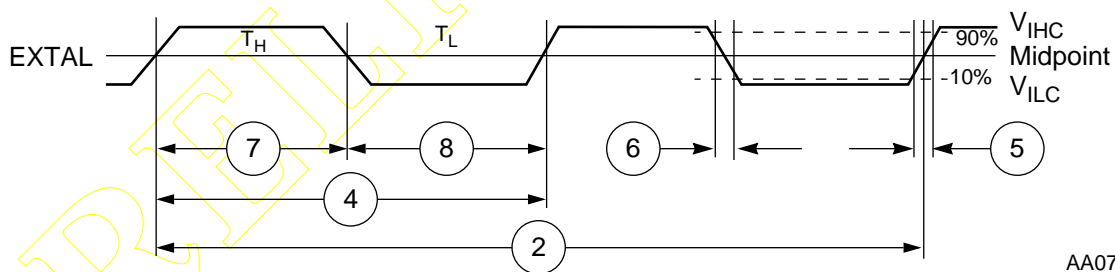 EXTAL
T_H
T_L
V_IHC
90%
Midpoint
10%
V_ILC
7
8
6
5
4
2
AA07